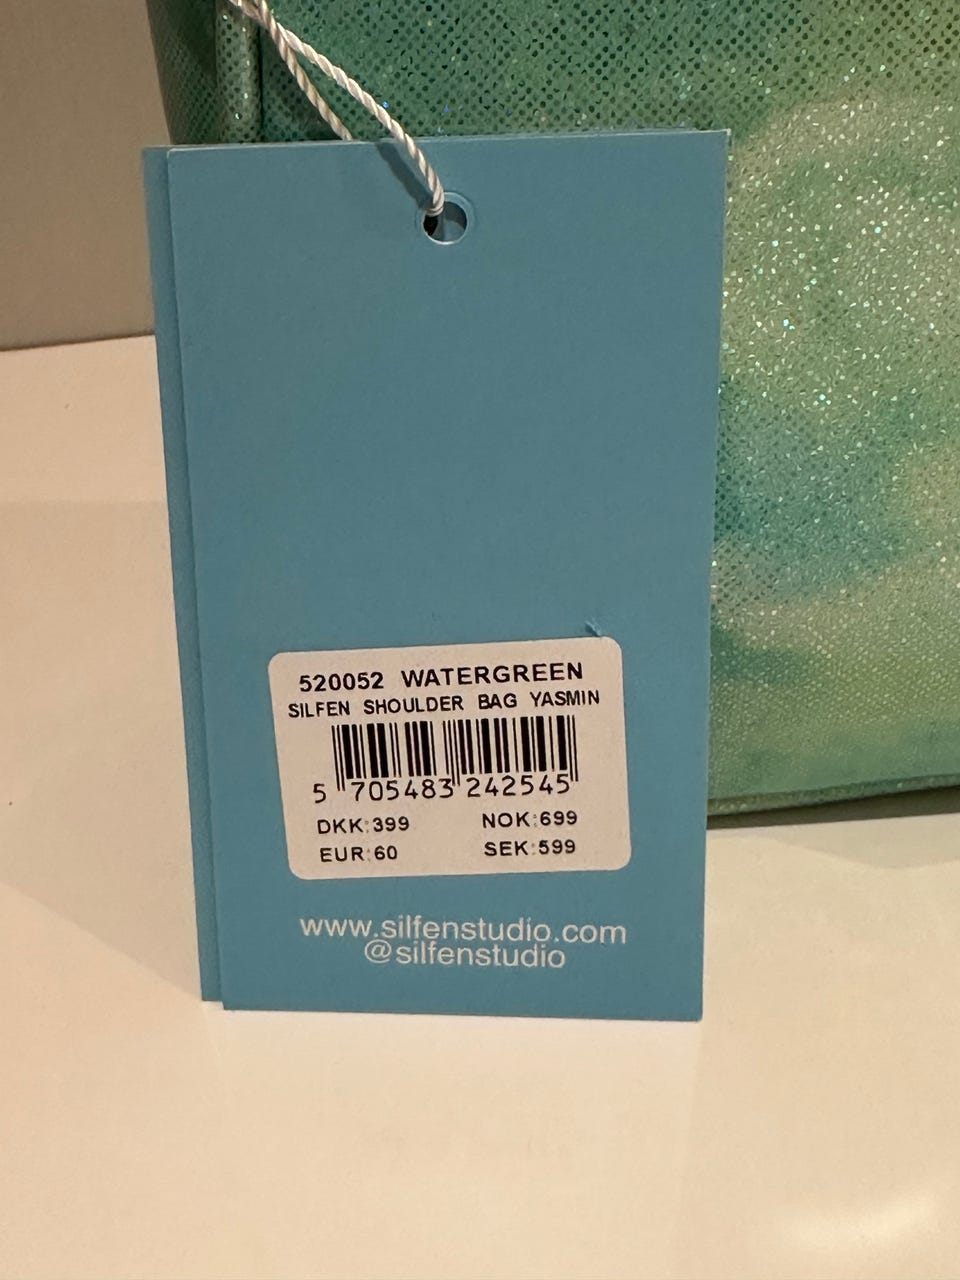 520052 WATERGREEN
SILFEN SHOULDER BAG YASMIN
5 705483 242545
DKK:399 NOK:699
EUR:60 SEK:599
www.silfenstudio.com
@silfenstudio